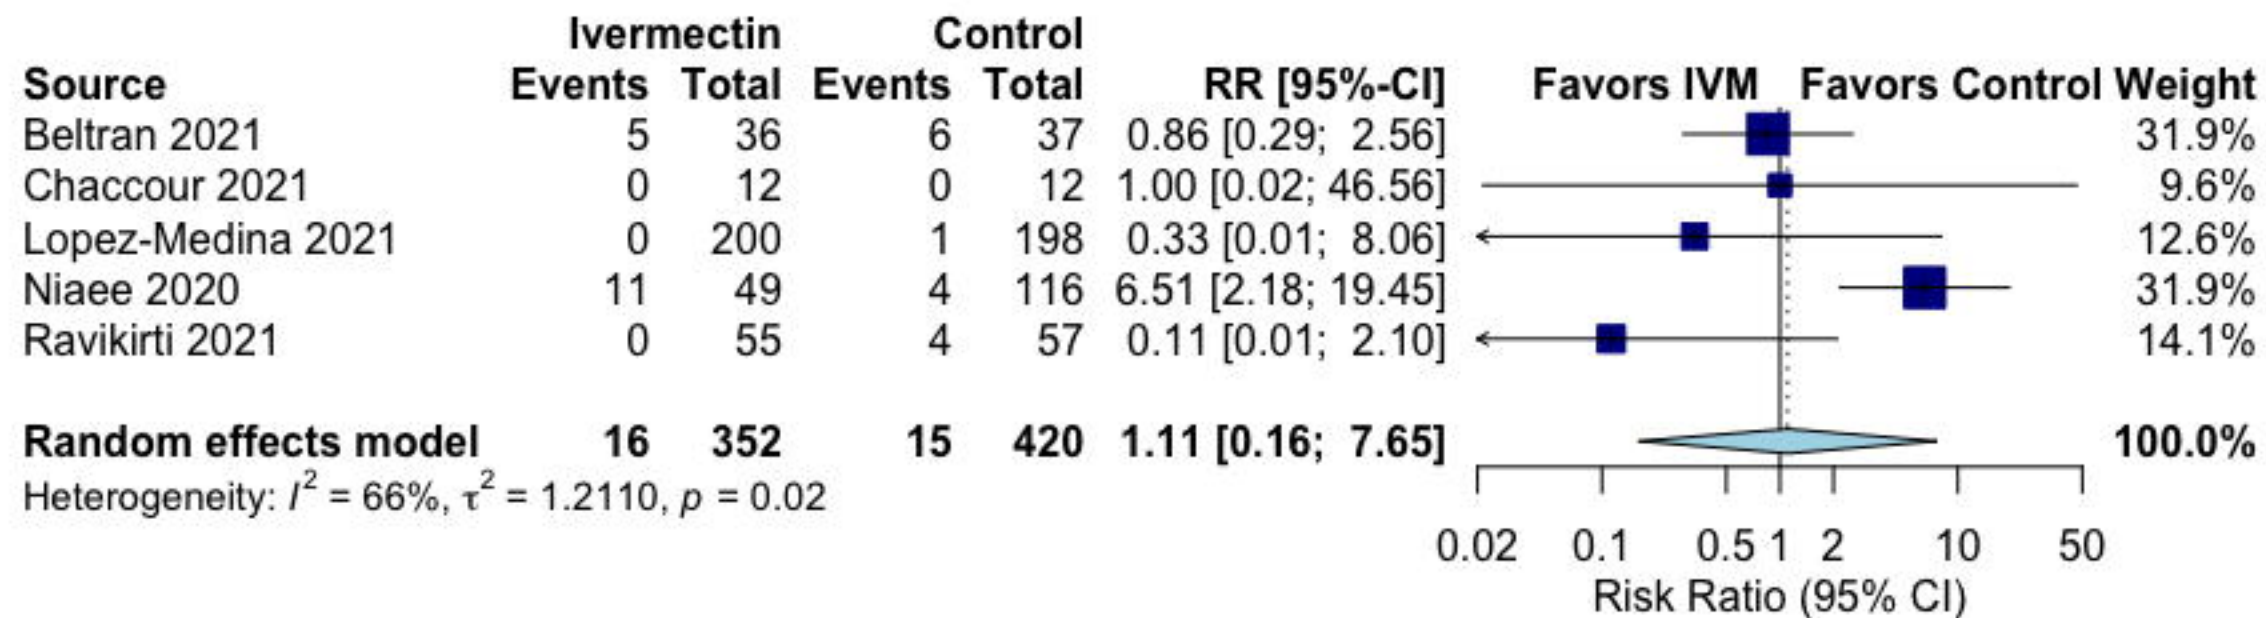 Ivermectin Control
Source Events Total Events Total RR [95%-CI] Favors IVM Favors Control Weight
Beltran 2021 5 36 6 37 0.86 [0.29; 2.56] 31.9%
Chaccour 2021 0 12 0 12 1.00 [0.02; 46.56] 9.6%
Lopez-Medina 2021 0 200 1 198 0.33 [0.01; 8.06] 12.6%
Niaee 2020 11 49 4 116 6.51 [2.18; 19.45] 31.9%
Ravikirti 2021 0 55 4 57 0.11 [0.01; 2.10] 14.1%
Random effects model 16 352 15 420 1.11 [0.16; 7.65] 100.0%
Heterogeneity: I² = 66%, τ² = 1.2110, p = 0.02
0.02 0.1 0.5 1 2 10 50
Risk Ratio (95% CI)